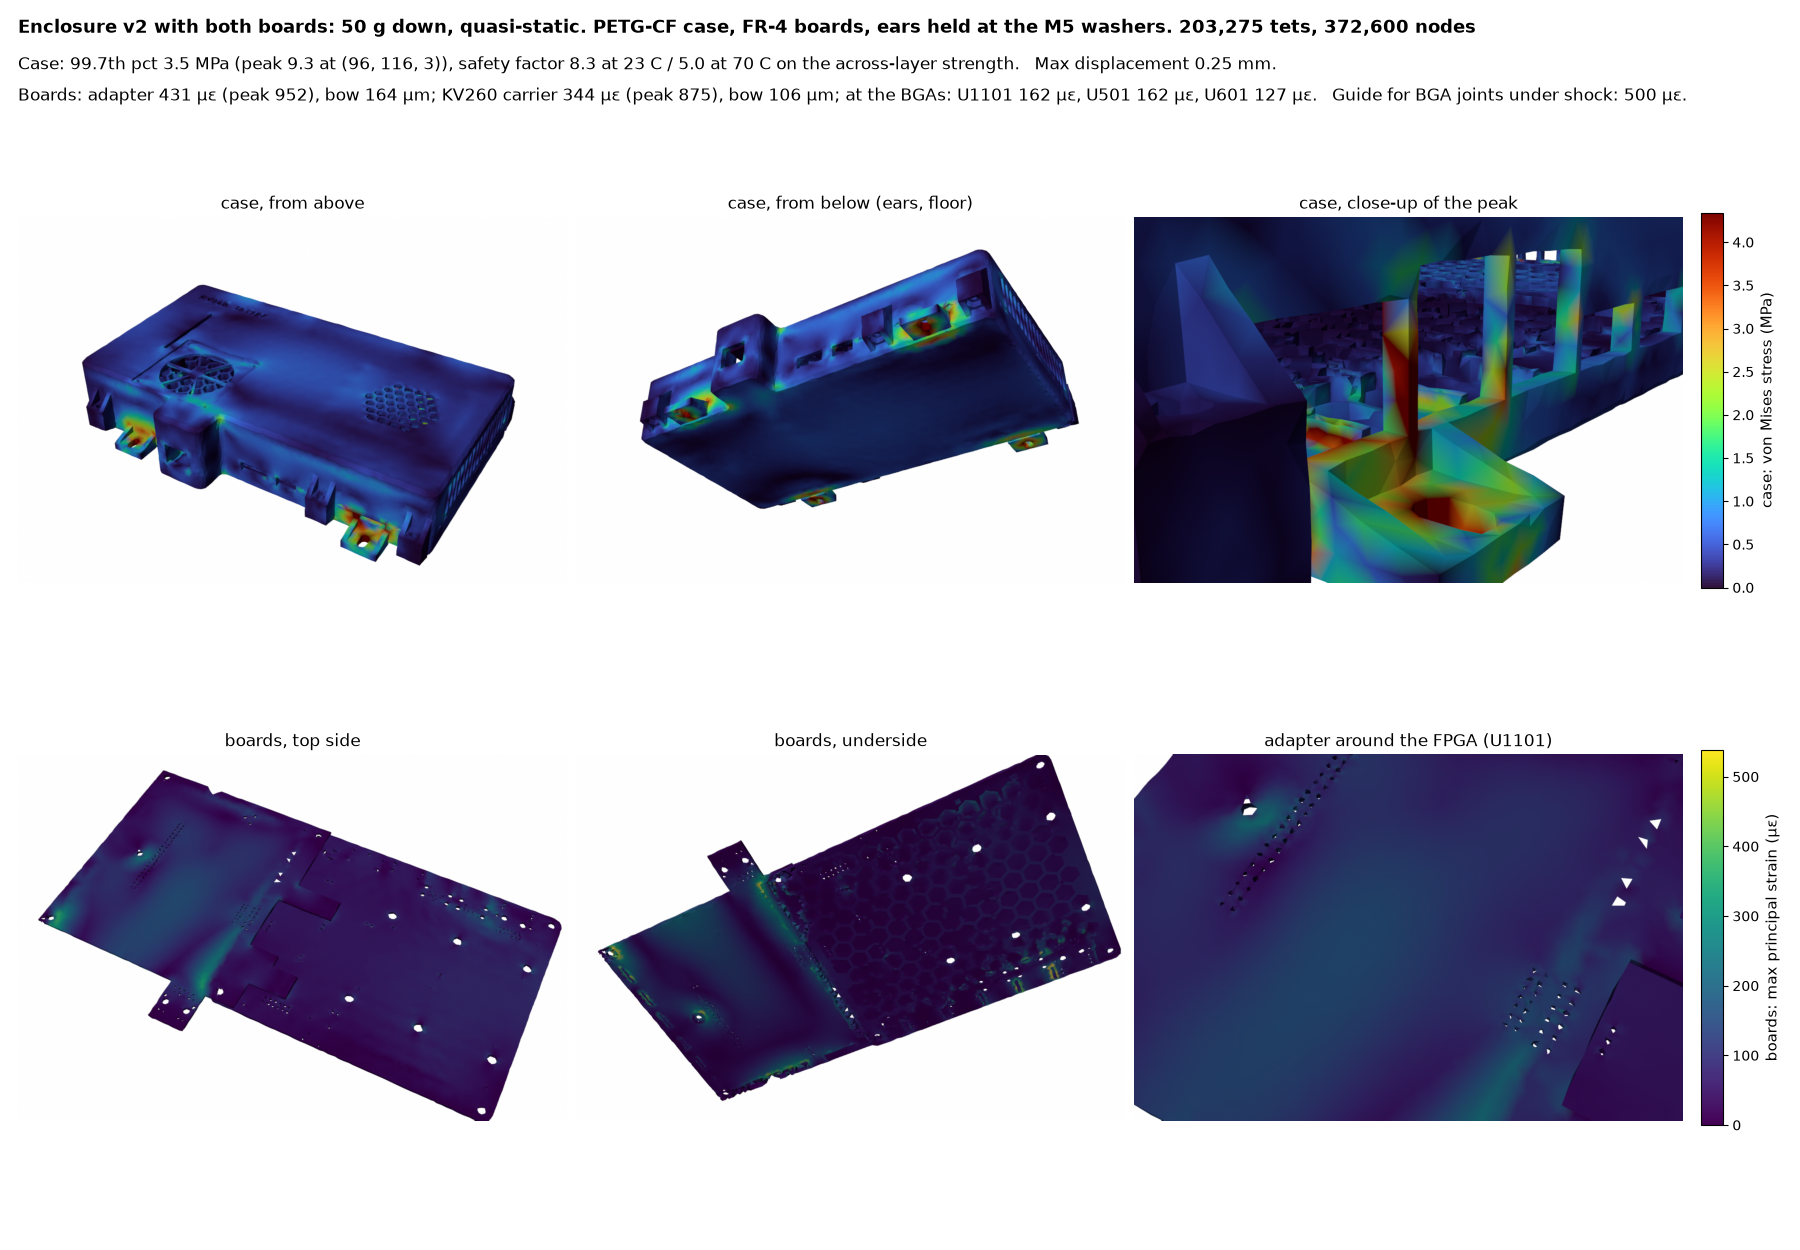 Enclosure v2 with both boards: 50 g down, quasi-static. PETG-CF case, FR-4 boards, ears held at the M5 washers. 203,275 tets, 372,600 nodes
Case: 99.7th pct 3.5 MPa (peak 9.3 at (96, 116, 3)), safety factor 8.3 at 23 C / 5.0 at 70 C on the across-layer strength.   Max displacement 0.25 mm.
Boards: adapter 431 µε (peak 952), bow 164 µm; KV260 carrier 344 µε (peak 875), bow 106 µm; at the BGAs: U1101 162 µε, U501 162 µε, U601 127 µε.   Guide for BGA joints under shock: 500 µε.
case, from above
case, from below (ears, floor)
case, close-up of the peak
4.0
3.5
3.0
2.5
2.0
1.5
1.0
0.5
0.0
case: von Mises stress (MPa)
boards, top side
boards, underside
adapter around the FPGA (U1101)
500
400
300
200
100
0
boards: max principal strain (µε)